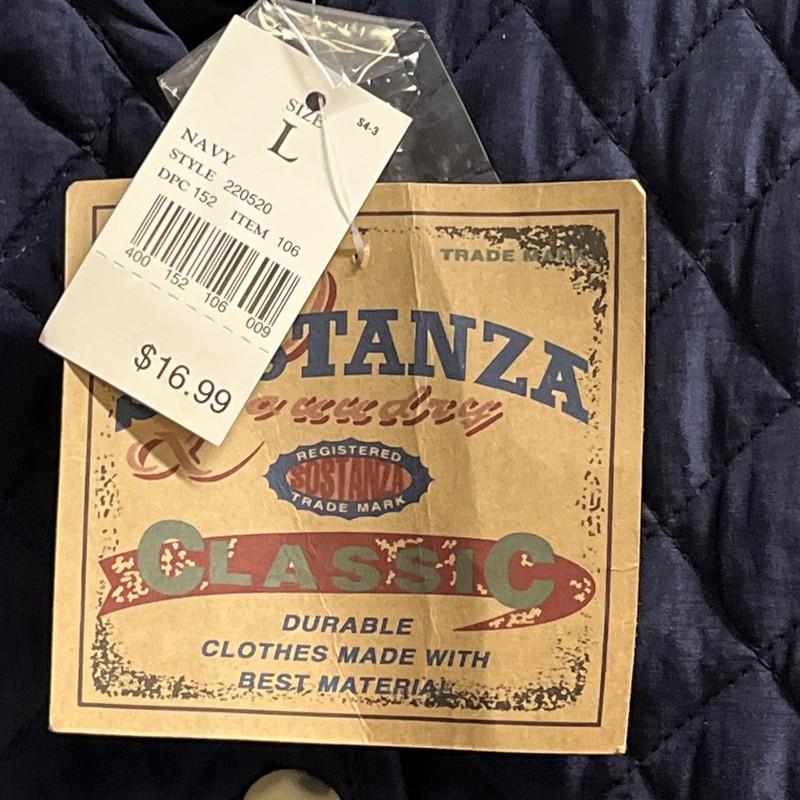 SIZE
L
S4-3
NAVY
STYLE 220520
DPC 152 ITEM 106
400 152 106 009
$16.99
TRADE MARK
STANZA
REGISTERED
SOSTANZA
TRADE MARK
CLASSIC
DURABLE
CLOTHES MADE WITH
BEST MATERIAL